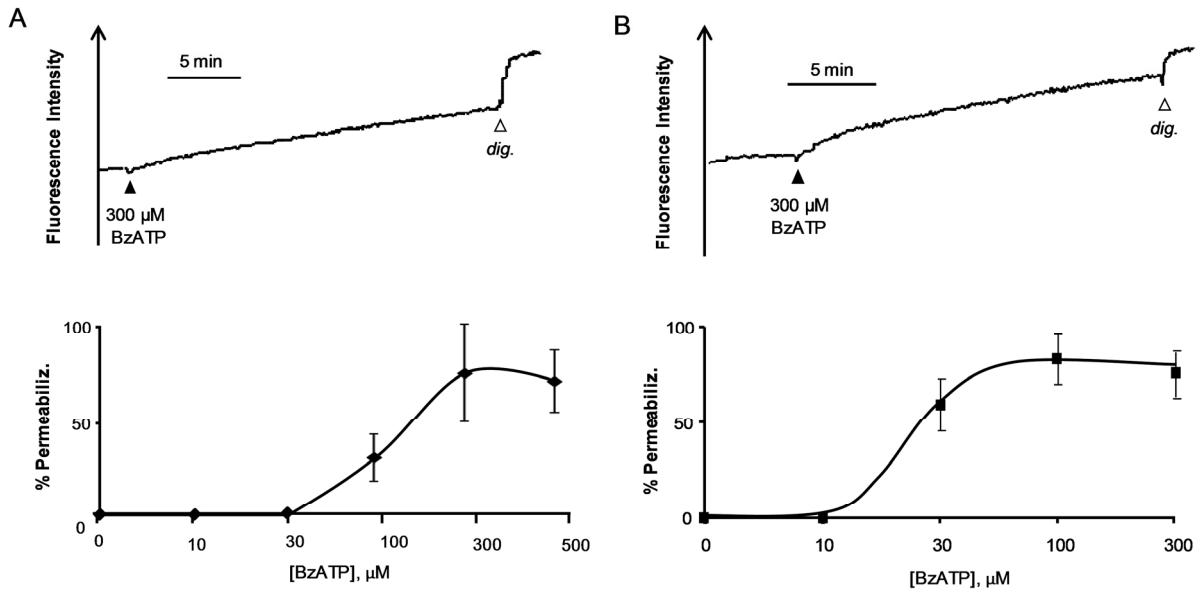 A
Fluorescence Intensity
5 min
300 µM
BzATP
dig.
B
Fluorescence Intensity
5 min
300 µM
BzATP
dig.
% Permeabiliz.
100
50
0
0 10 30 100 300 500
[BzATP], µM
% Permeabiliz.
100
50
0
0 10 30 100 300
[BzATP], µM